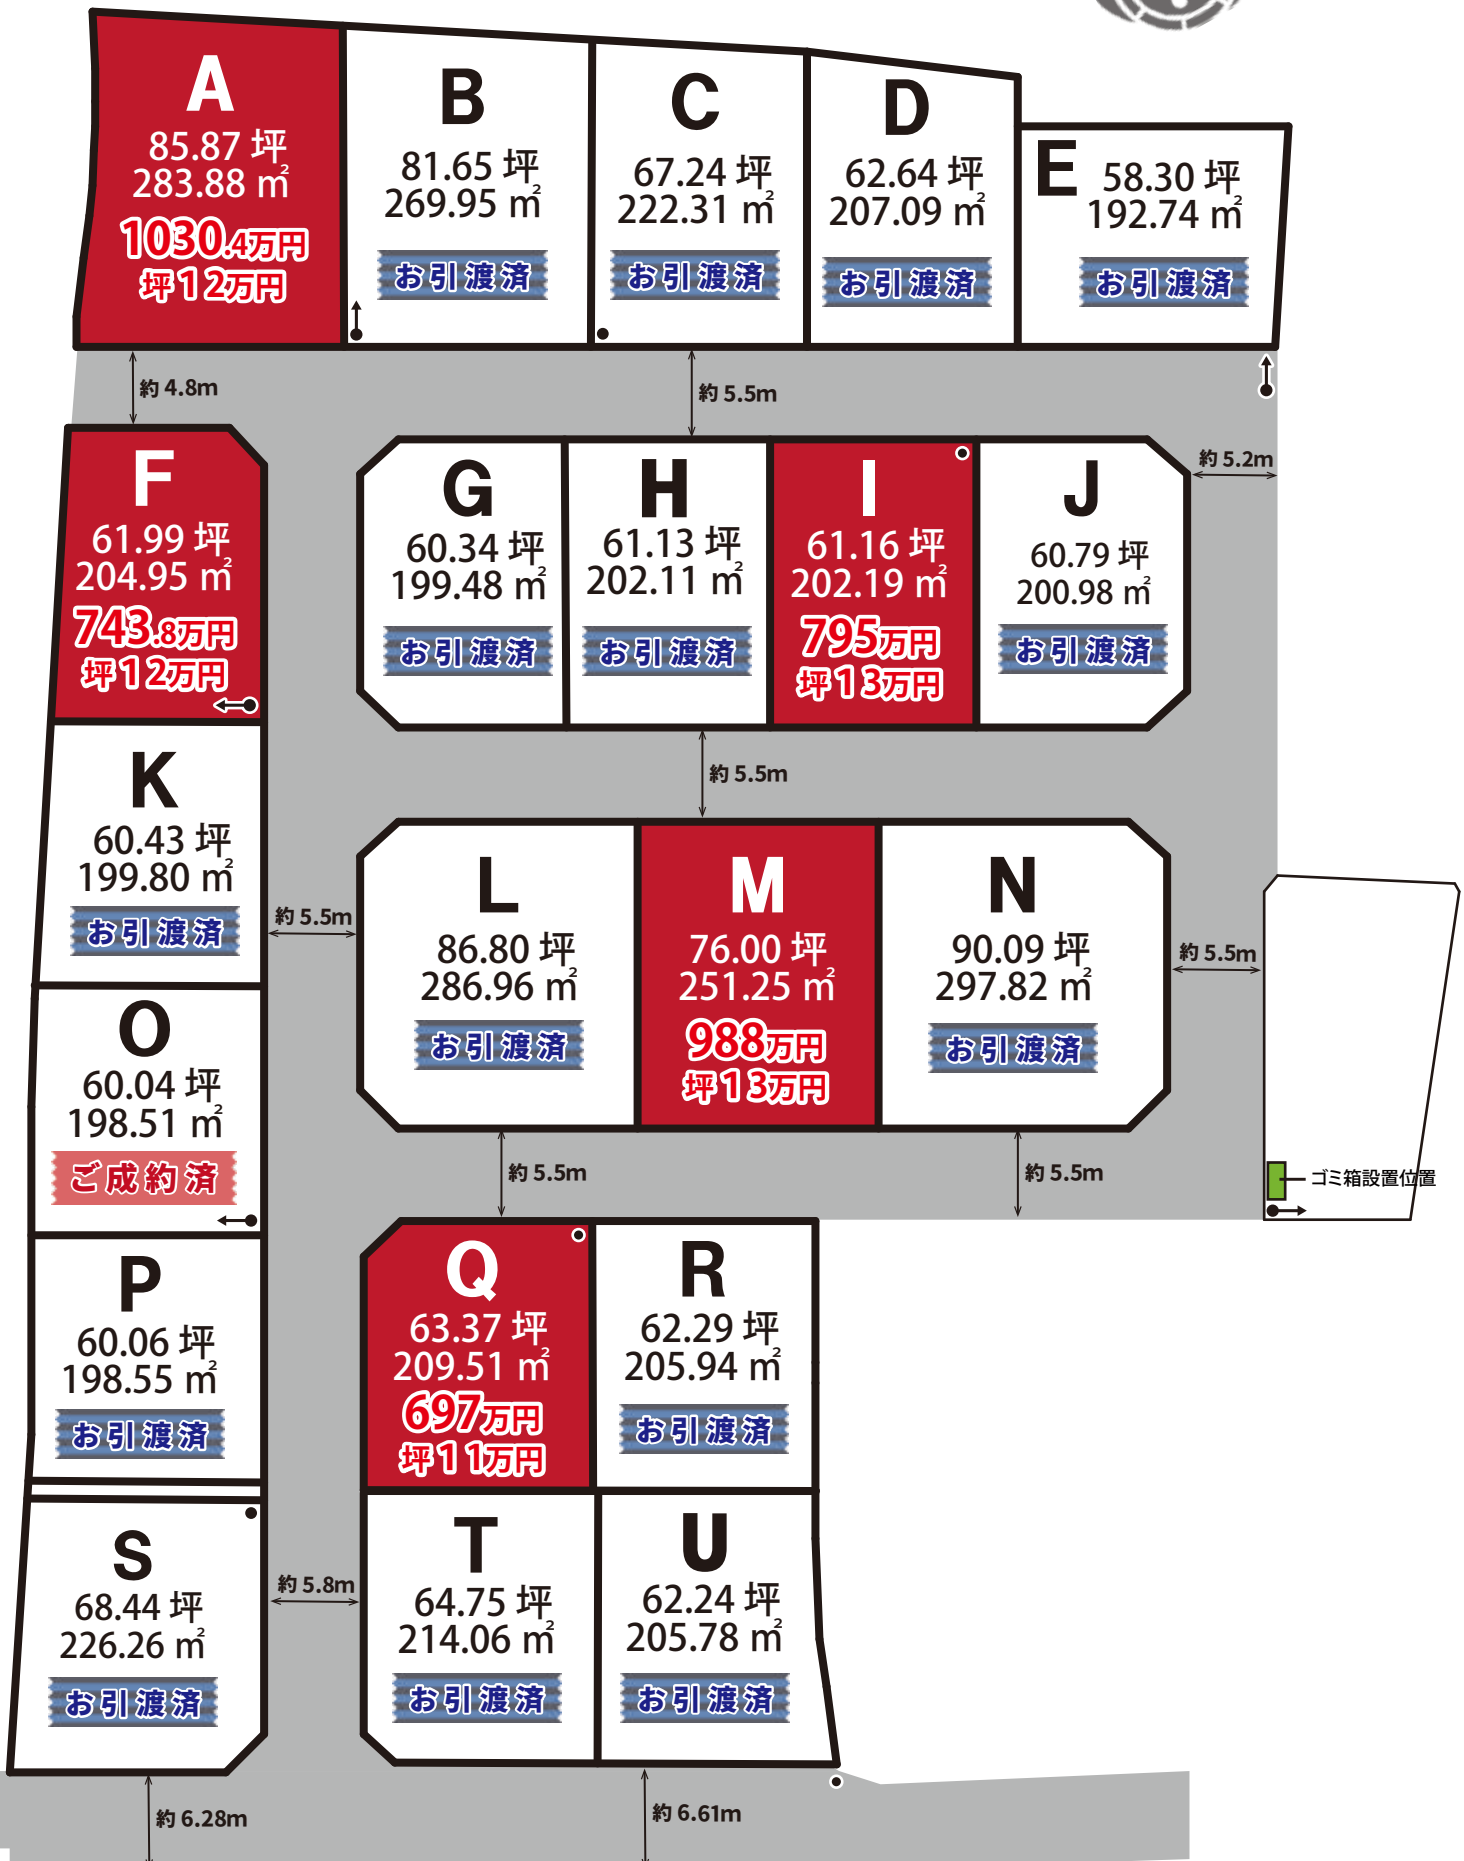 A
85.87 坪
283.88 ㎡
1030.4万円
坪12万円
B
81.65 坪
269.95 ㎡
お引渡済
C
67.24 坪
222.31 ㎡
お引渡済
D
62.64 坪
207.09 ㎡
お引渡済
E
58.30 坪
192.74 ㎡
お引渡済
約 4.8m
約 5.5m
約 5.2m
F
61.99 坪
204.95 ㎡
743.8万円
坪12万円
G
60.34 坪
199.48 ㎡
お引渡済
H
61.13 坪
202.11 ㎡
お引渡済
I
61.16 坪
202.19 ㎡
795万円
坪13万円
J
60.79 坪
200.98 ㎡
お引渡済
約 5.5m
K
60.43 坪
199.80 ㎡
お引渡済
約 5.5m
L
86.80 坪
286.96 ㎡
お引渡済
M
76.00 坪
251.25 ㎡
988万円
坪13万円
N
90.09 坪
297.82 ㎡
お引渡済
約 5.5m
O
60.04 坪
198.51 ㎡
ご成約済
約 5.5m
約 5.5m
ゴミ箱設置位置
P
60.06 坪
198.55 ㎡
お引渡済
Q
63.37 坪
209.51 ㎡
697万円
坪11万円
R
62.29 坪
205.94 ㎡
お引渡済
S
68.44 坪
226.26 ㎡
お引渡済
約 5.8m
T
64.75 坪
214.06 ㎡
お引渡済
U
62.24 坪
205.78 ㎡
お引渡済
約 6.28m
約 6.61m